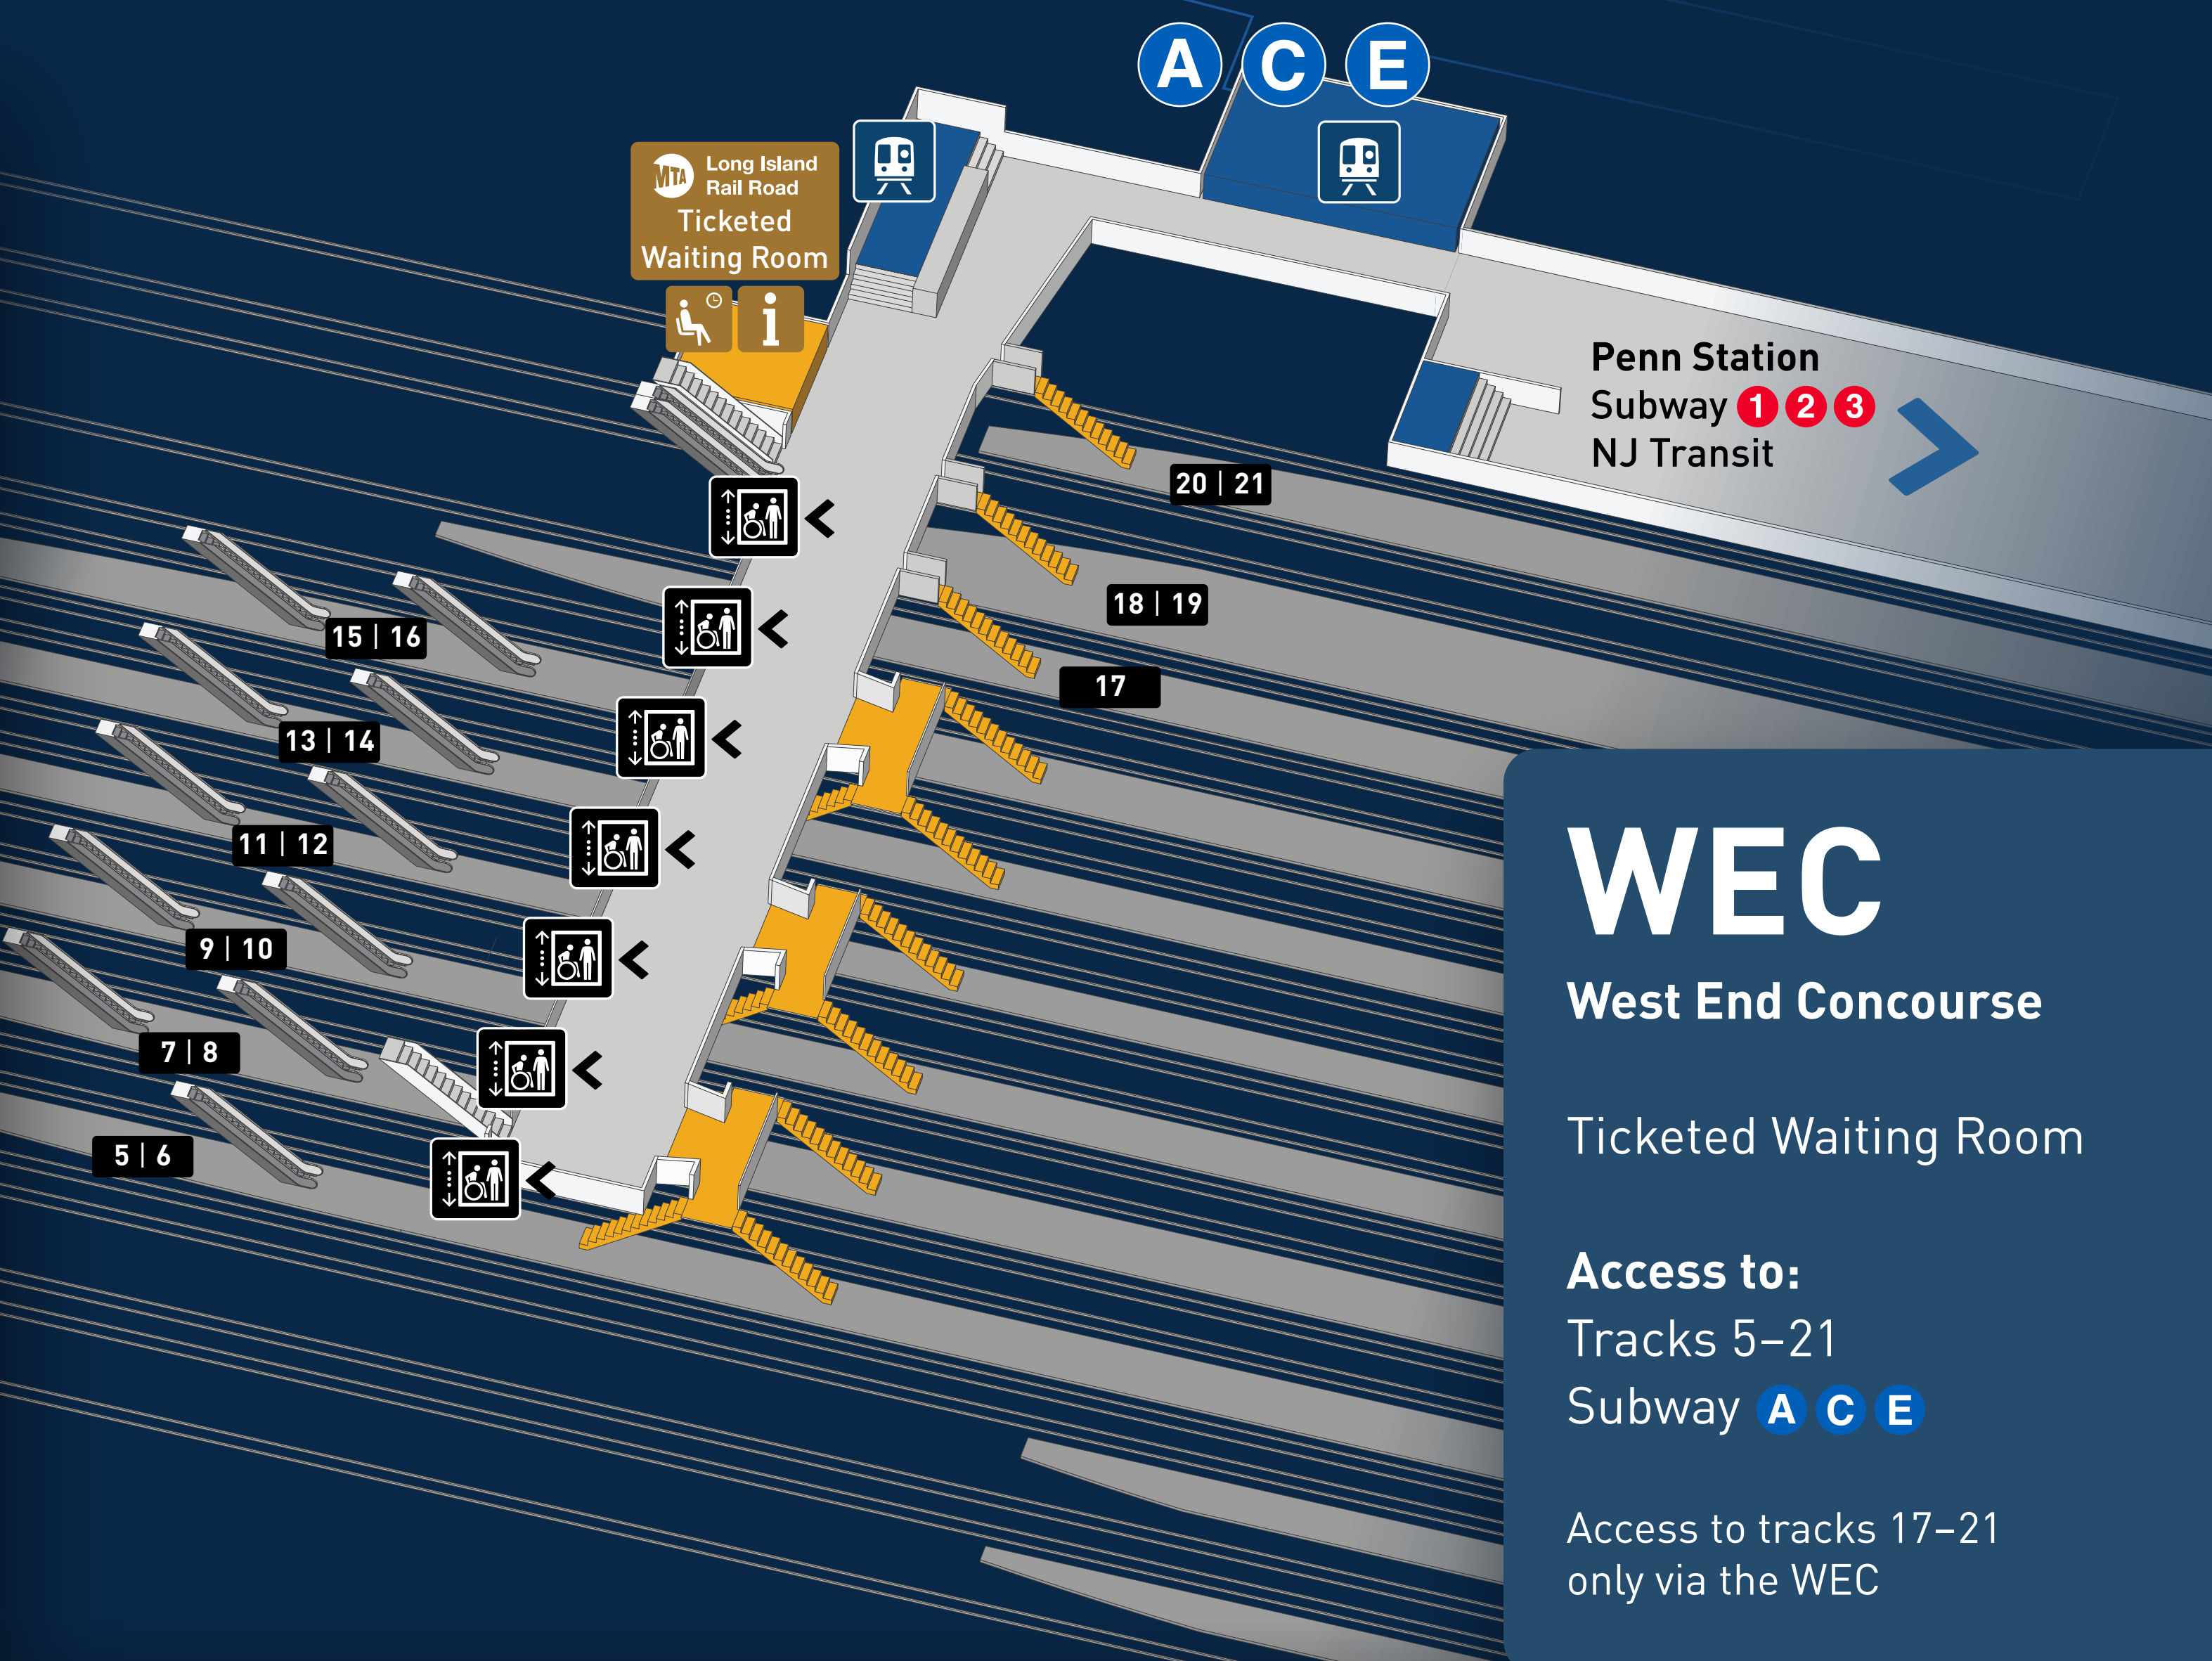 A C E
MTA Long Island
Rail Road
Ticketed
Waiting Room
i
Penn Station
Subway 1 2 3
NJ Transit
20 | 21
18 | 19
17
15 | 16
13 | 14
11 | 12
9 | 10
7 | 8
5 | 6
WEC
West End Concourse
Ticketed Waiting Room
Access to:
Tracks 5–21
Subway A C E
Access to tracks 17–21
only via the WEC